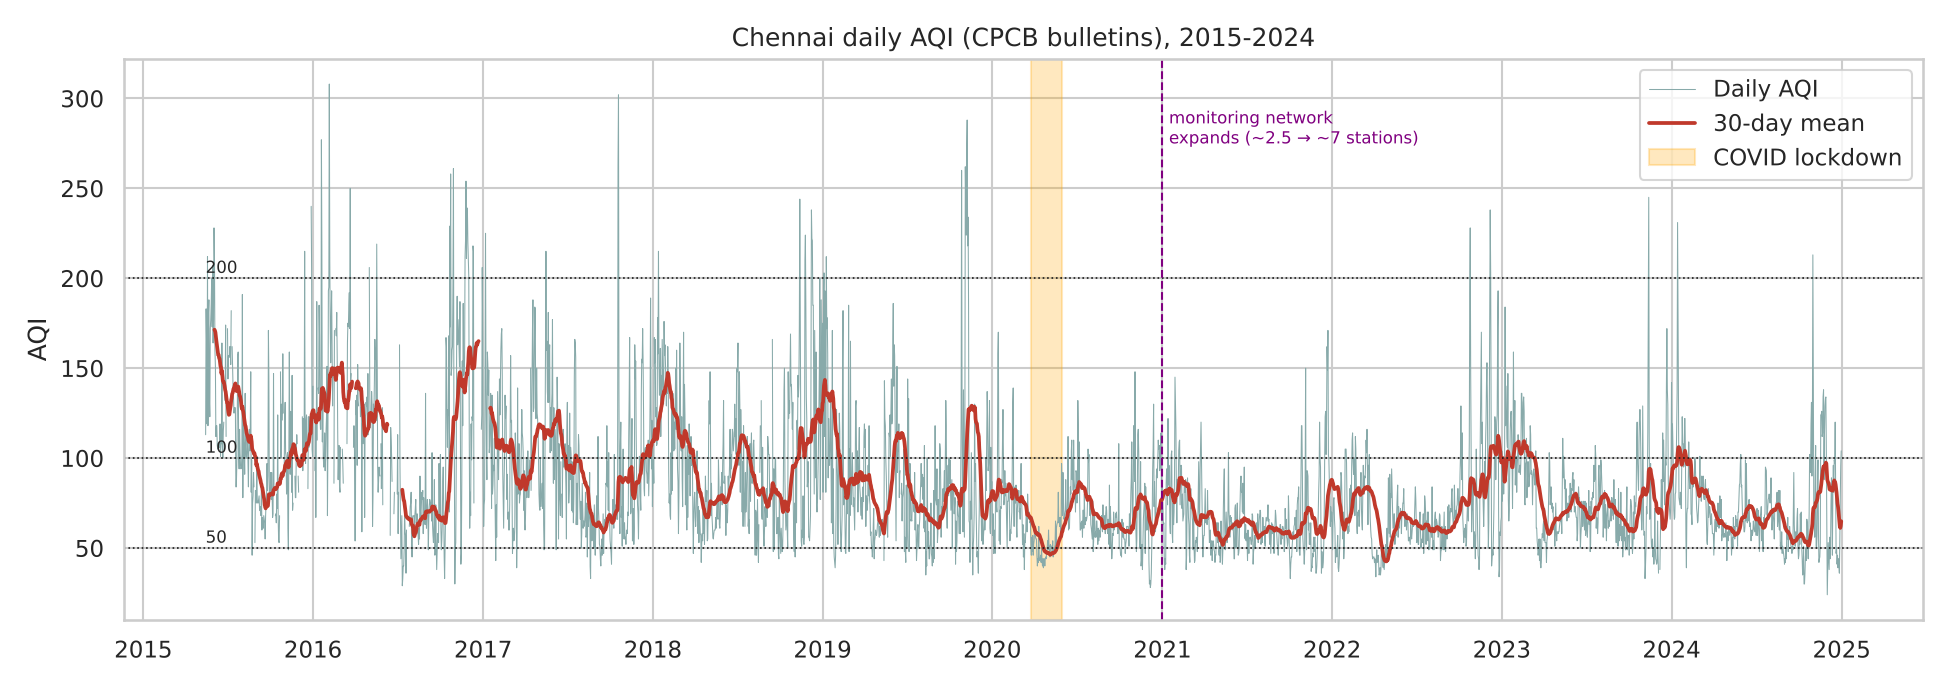 Chennai daily AQI (CPCB bulletins), 2015-2024
AQI
300
250
200
150
100
50
200
100
50
monitoring network
expands (~2.5 → ~7 stations)
Daily AQI
30-day mean
COVID lockdown
2015 2016 2017 2018 2019 2020 2021 2022 2023 2024 2025